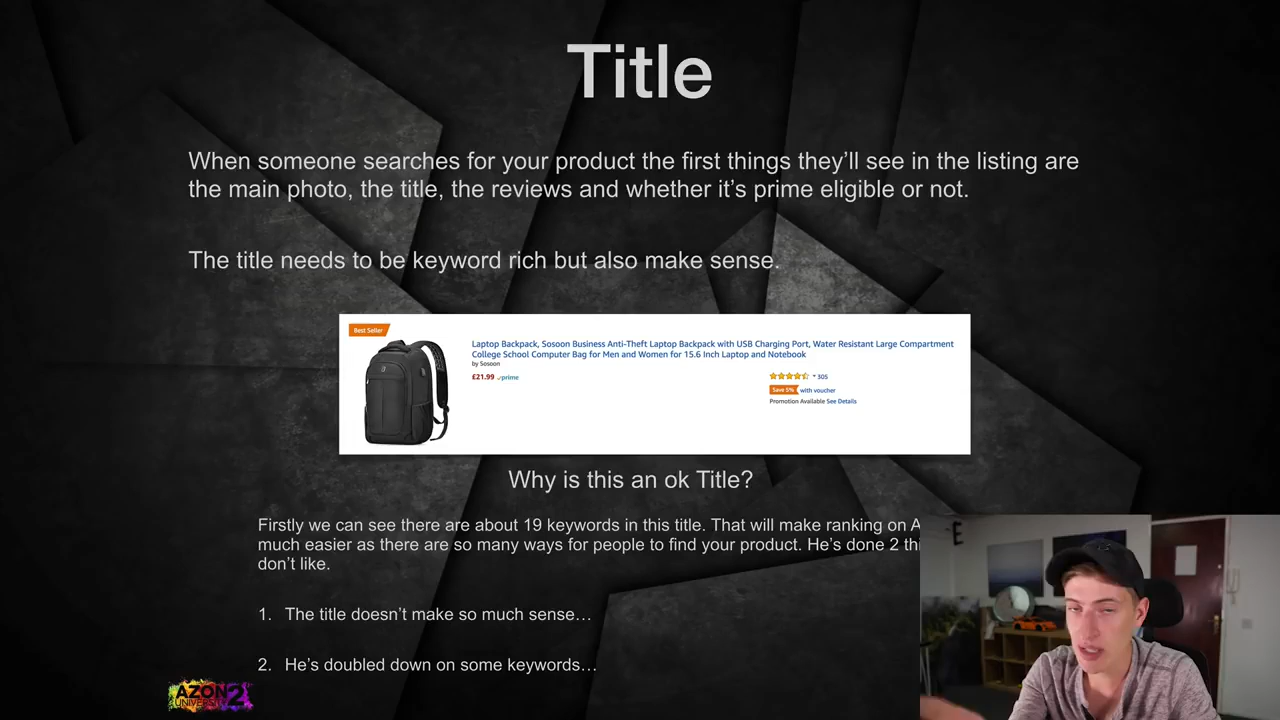 Title
When someone searches for your product the first things they'll see in the listing are
the main photo, the title, the reviews and whether it's prime eligible or not.
The title needs to be keyword rich but also make sense.
Best Seller
Laptop Backpack, Sosoon Business Anti-Theft Laptop Backpack with USB Charging Port, Water Resistant Large Compartment
College School Computer Bag for Men and Women for 15.6 Inch Laptop and Notebook
by Sosoon
£21.99 prime
305
Save 5% with voucher
Promotion Available See Details
Why is this an ok Title?
Firstly we can see there are about 19 keywords in this title. That will make ranking on A
much easier as there are so many ways for people to find your product. He's done 2 thi
don't like.
1. The title doesn't make so much sense…
2. He's doubled down on some keywords…
AZON 2
UNIVERSITY